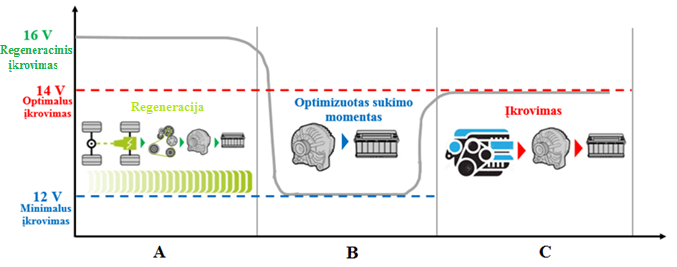 16 V
Regeneracinis
įkrovimas
14 V
Optimalus
įkrovimas
Regeneracija
Optimizuotas sukimo
momentas
Įkrovimas
12 V
Minimalus
įkrovimas
A
B
C